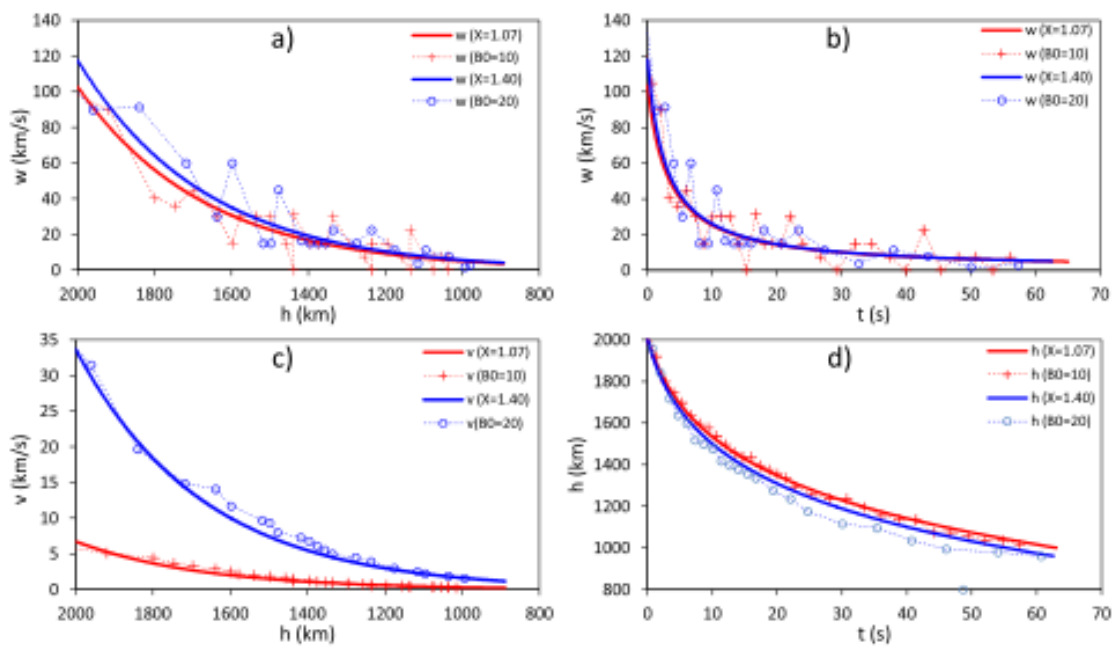 a)
w (X=1.07)
w (B0=10)
w (X=1.40)
w (B0=20)
140
120
100
80
60
40
20
0
w (km/s)
2000 1800 1600 1400 1200 1000 800
h (km)
b)
w (X=1.07)
w (B0=10)
w (X=1.40)
w (B0=20)
140
120
100
80
60
40
20
0
w (km/s)
0 10 20 30 40 50 60 70
t (s)
c)
v (X=1.07)
v (B0=10)
v (X=1.40)
v(B0=20)
35
30
25
20
15
10
5
0
v (km/s)
2000 1800 1600 1400 1200 1000 800
h (km)
d)
h (X=1.07)
h (B0=10)
h (X=1.40)
h (B0=20)
2000
1800
1600
1400
1200
1000
800
h (km)
0 10 20 30 40 50 60 70
t (s)